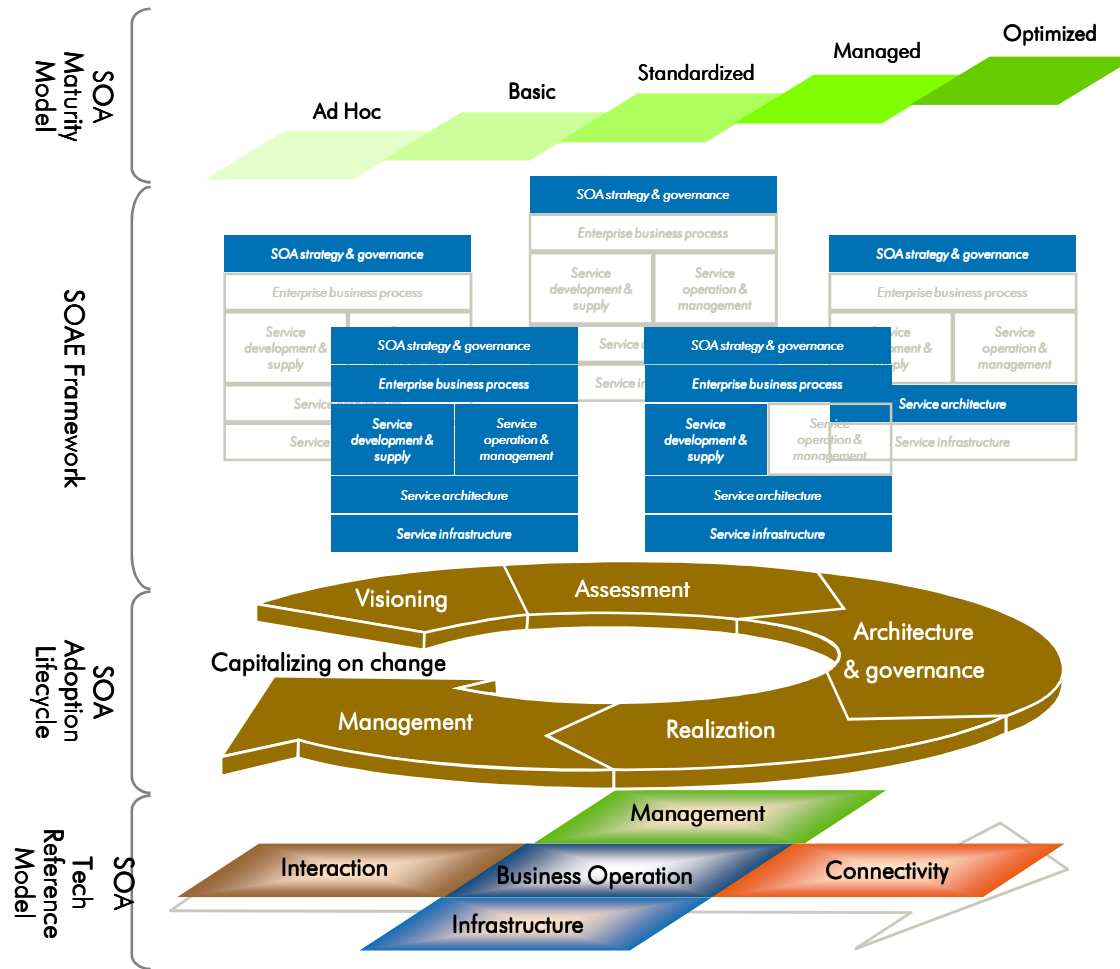 SOA
Maturity
Model
Ad Hoc
Basic
Standardized
Managed
Optimized
SOAE Framework
SOA strategy & governance
Enterprise business process
Service
development &
supply
Service
operation &
management
SOA strategy & governance
Enterprise business process
Service
development &
supply
Service
SOA strategy & governance
Enterprise business process
Service
operation &
management
Service architecture
Service infrastructure
SOA strategy & governance
Enterprise business process
Service
development &
supply
Service
operation &
management
Service architecture
Service infrastructure
SOA strategy & governance
Enterprise business process
Service
development &
supply
Service
operation &
management
Service architecture
Service infrastructure
SOA
Adoption
Lifecycle
Visioning
Assessment
Architecture
& governance
Capitalizing on change
Management
Realization
SOA
Tech
Reference
Model
Management
Interaction
Business Operation
Connectivity
Infrastructure